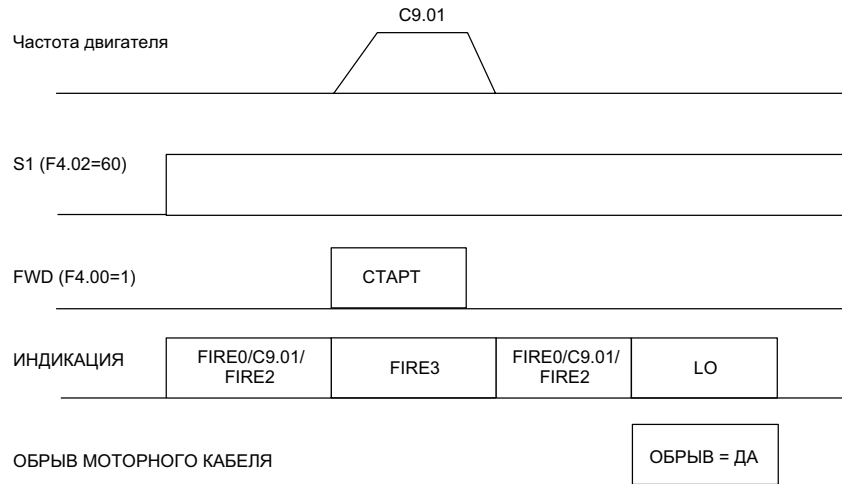 C9.01
Частота двигателя
S1 (F4.02=60)
FWD (F4.00=1)
СТАРТ
ИНДИКАЦИЯ
FIRE0/C9.01/
FIRE2
FIRE3
FIRE0/C9.01/
FIRE2
LO
ОБРЫВ МОТОРНОГО КАБЕЛЯ
ОБРЫВ = ДА